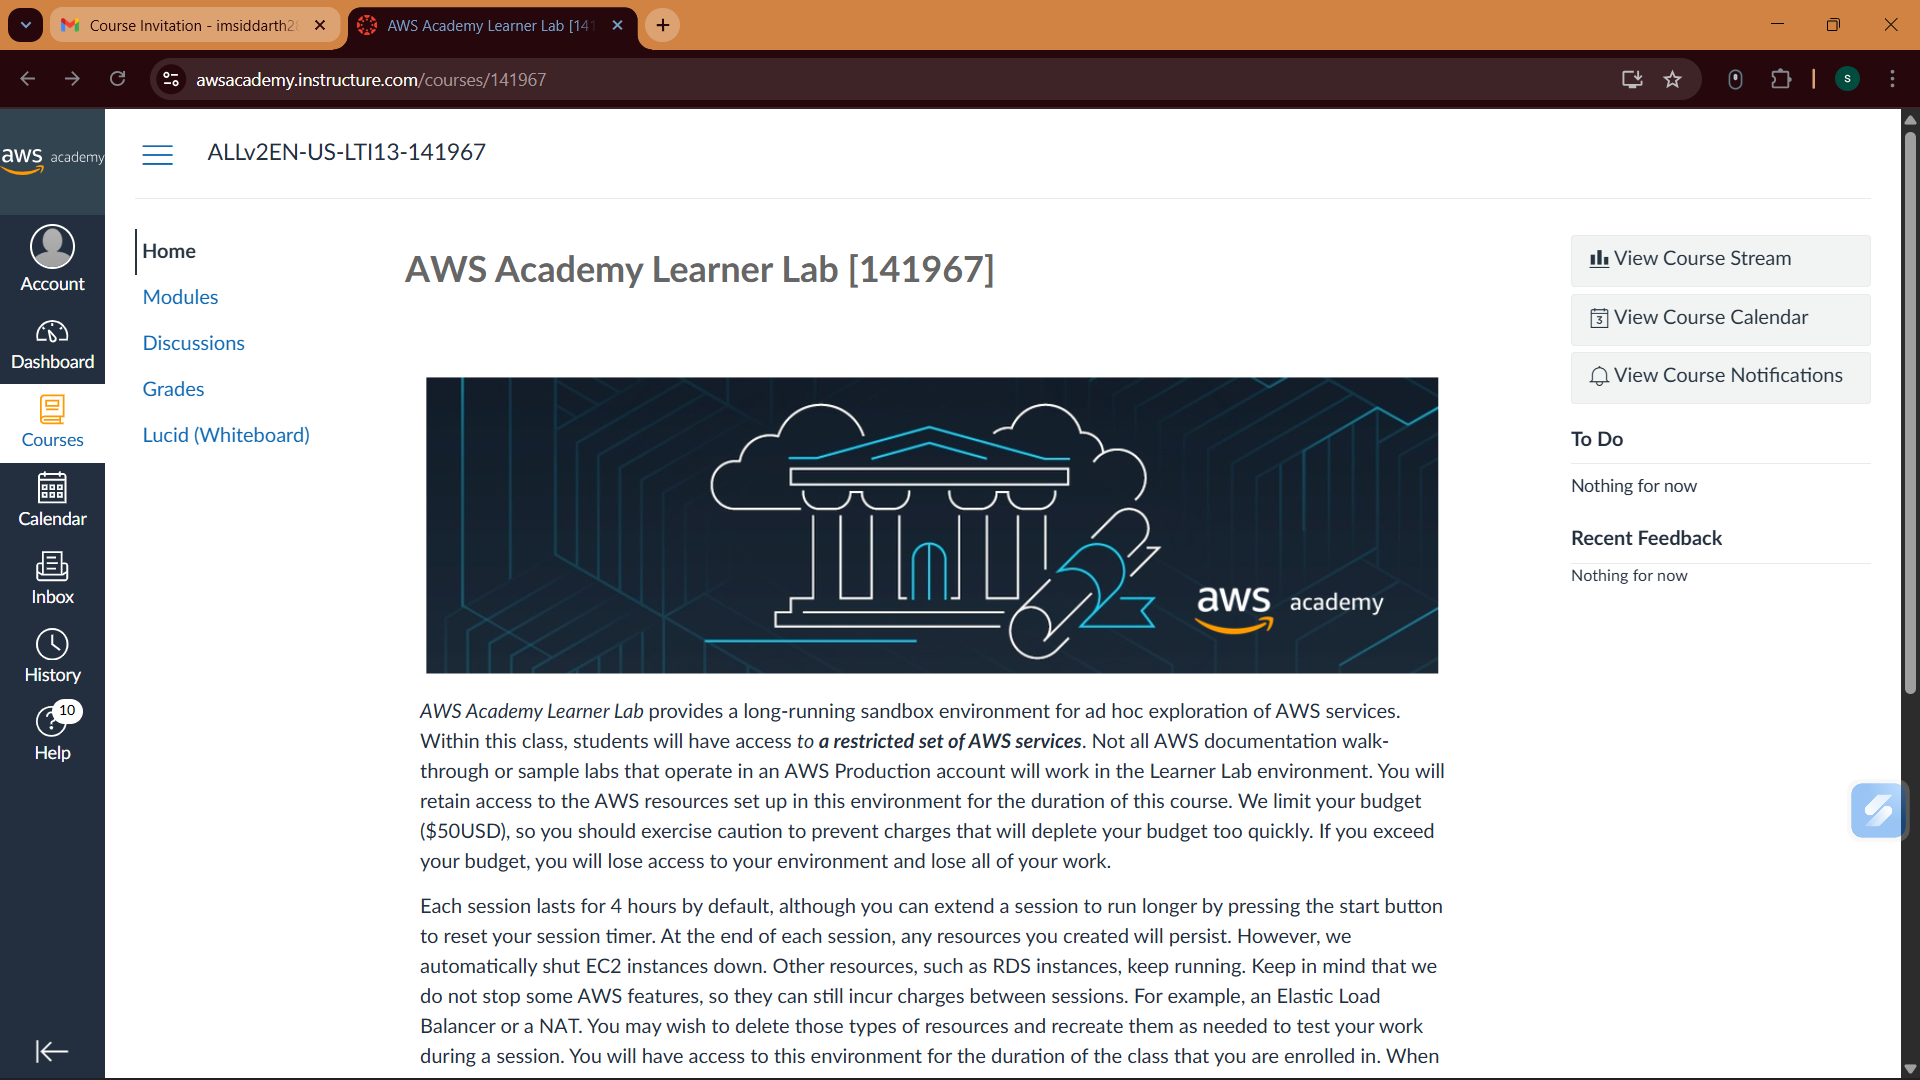 Course Invitation - imsiddarth2
AWS Academy Learner Lab [141
awsacademy.instructure.com/courses/141967
S
aws academy
ALLv2EN-US-LTI13-141967
Account
Dashboard
Courses
Calendar
Inbox
History
10
Help
Home
Modules
Discussions
Grades
Lucid (Whiteboard)
AWS Academy Learner Lab [141967]
aws academy
AWS Academy Learner Lab provides a long-running sandbox environment for ad hoc exploration of AWS services.
Within this class, students will have access to a restricted set of AWS services. Not all AWS documentation walk-
through or sample labs that operate in an AWS Production account will work in the Learner Lab environment. You will
retain access to the AWS resources set up in this environment for the duration of this course. We limit your budget
($50USD), so you should exercise caution to prevent charges that will deplete your budget too quickly. If you exceed
your budget, you will lose access to your environment and lose all of your work.
Each session lasts for 4 hours by default, although you can extend a session to run longer by pressing the start button
to reset your session timer. At the end of each session, any resources you created will persist. However, we
automatically shut EC2 instances down. Other resources, such as RDS instances, keep running. Keep in mind that we
do not stop some AWS features, so they can still incur charges between sessions. For example, an Elastic Load
Balancer or a NAT. You may wish to delete those types of resources and recreate them as needed to test your work
during a session. You will have access to this environment for the duration of the class that you are enrolled in. When
View Course Stream
3
View Course Calendar
View Course Notifications
To Do
Nothing for now
Recent Feedback
Nothing for now